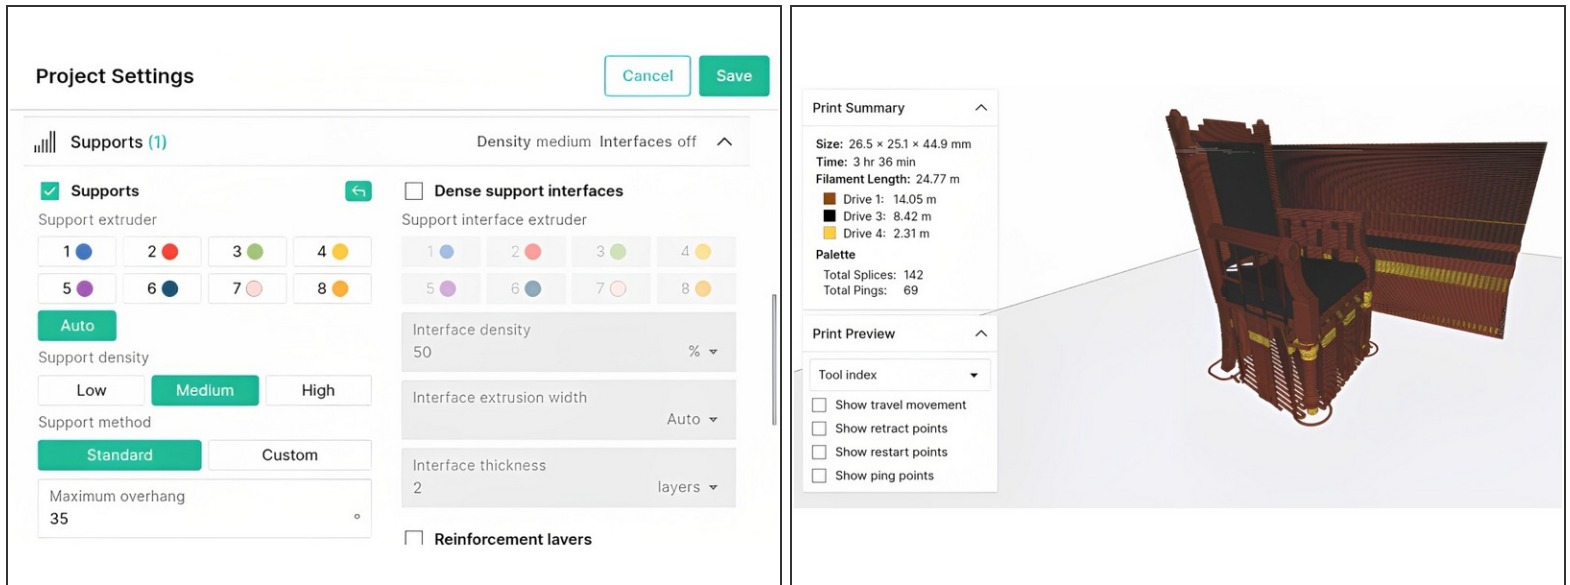 Project Settings
Cancel
Save
Supports (1)
Density medium Interfaces off
Supports
Support extruder
1
2
3
4
5
6
7
8
Auto
Support density
Low
Medium
High
Support method
Standard
Custom
Maximum overhang
35
°
Dense support interfaces
Support interface extruder
1
2
3
4
5
6
7
8
Interface density
50
%
Interface extrusion width
Auto
Interface thickness
2
layers
Reinforcement layers
Print Summary
Size: 26.5 × 25.1 × 44.9 mm
Time: 3 hr 36 min
Filament Length: 24.77 m
Drive 1: 14.05 m
Drive 3: 8.42 m
Drive 4: 2.31 m
Palette
Total Splices: 142
Total Pings: 69
Print Preview
Tool index
Show travel movement
Show retract points
Show restart points
Show ping points